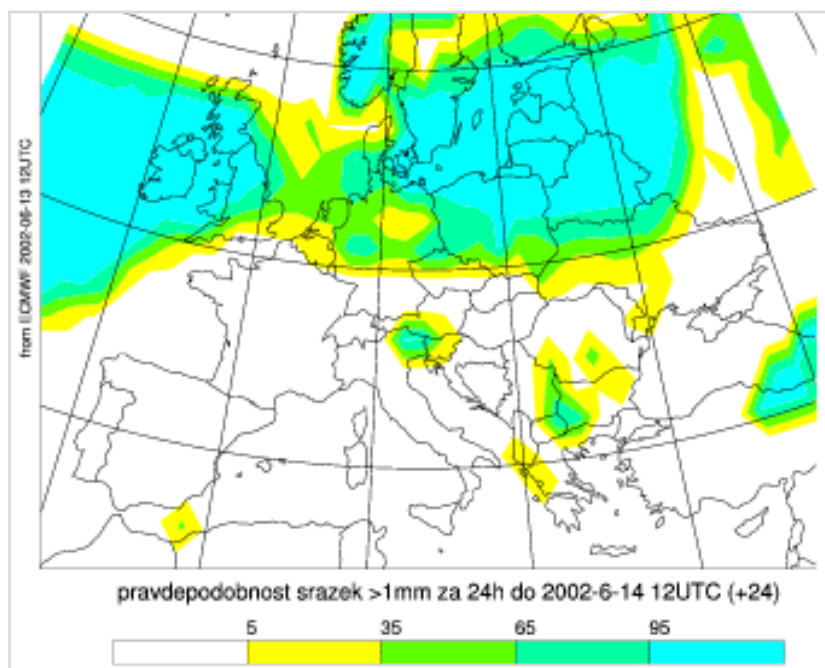 from ECMWF 2002-06-13 12UTC
pravdepodobnost srazek >1mm za 24h do 2002-6-14 12UTC (+24)
5 35 65 95